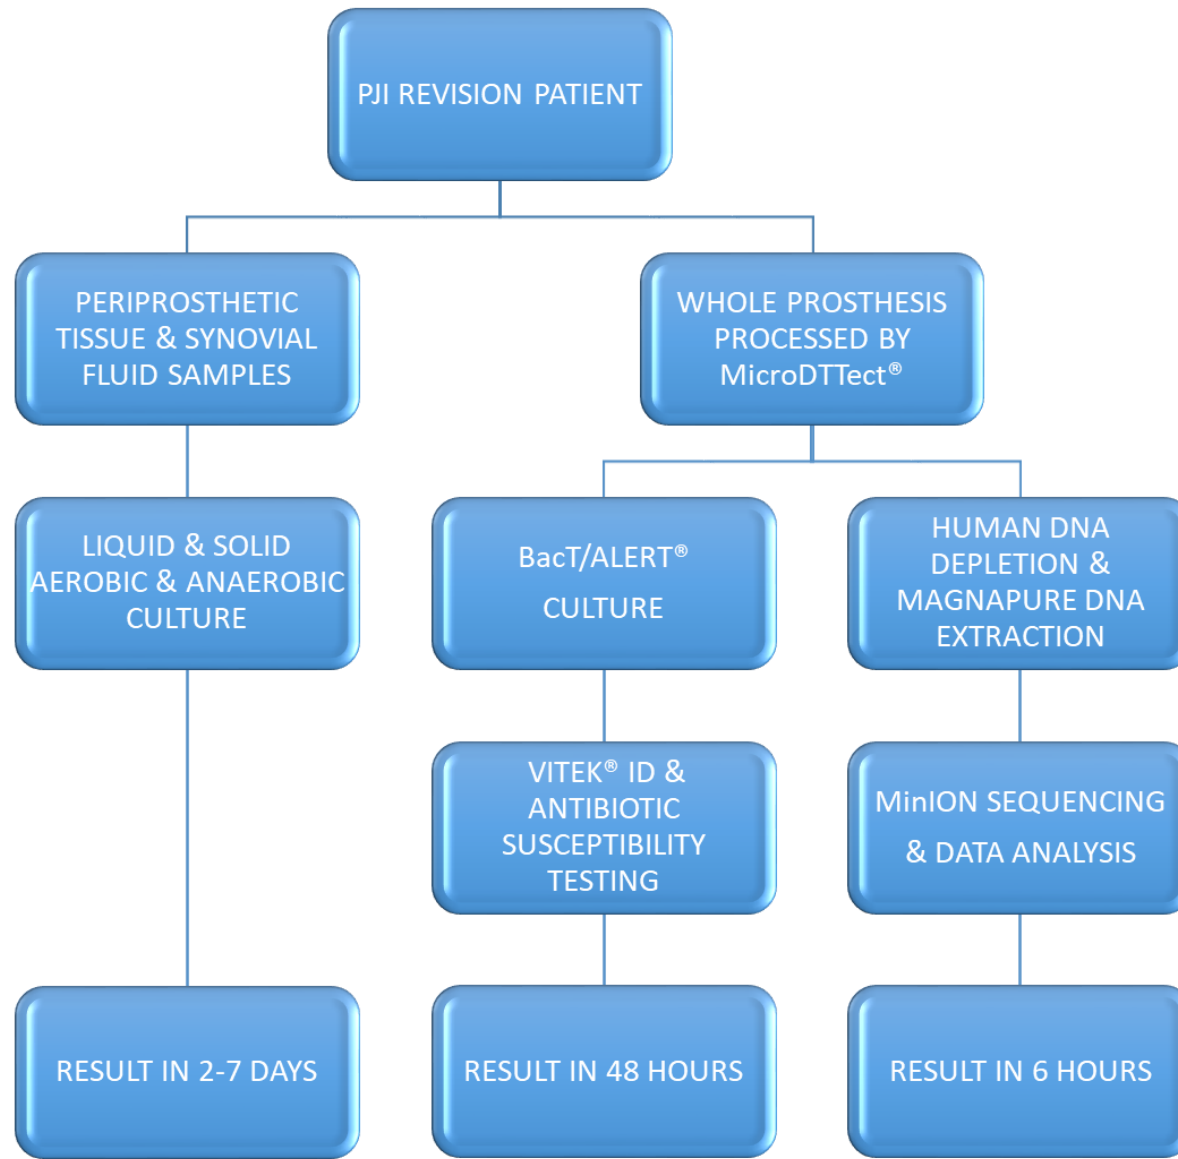 PJI REVISION PATIENT
PERIPROSTHETIC
TISSUE & SYNOVIAL
FLUID SAMPLES
WHOLE PROSTHESIS
PROCESSED BY
MicroDTTect®
LIQUID & SOLID
AEROBIC & ANAEROBIC
CULTURE
BacT/ALERT®
CULTURE
HUMAN DNA
DEPLETION &
MAGNAPURE DNA
EXTRACTION
VITEK® ID &
ANTIBIOTIC
SUSCEPTIBILITY
TESTING
MinION SEQUENCING
& DATA ANALYSIS
RESULT IN 2-7 DAYS
RESULT IN 48 HOURS
RESULT IN 6 HOURS